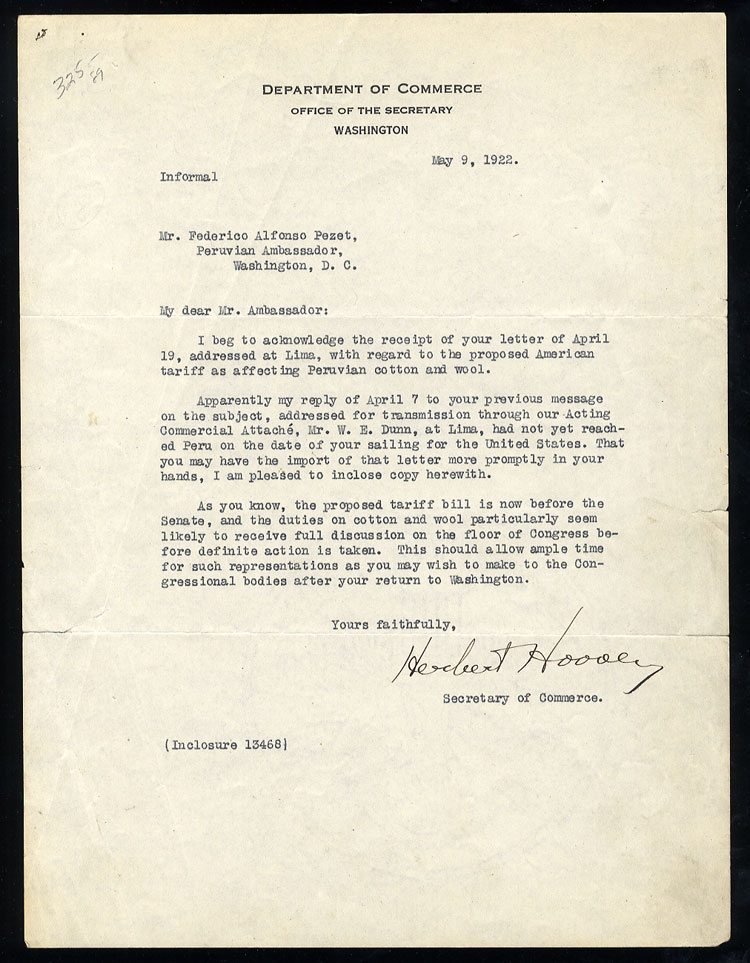 325-
DEPARTMENT OF COMMERCE
OFFICE OF THE SECRETARY
WASHINGTON
May 9, 1922.
Informal
Mr. Federico Alfonso Pezet,
Peruvian Ambassador,
Washington, D. C.
My dear Mr. Ambassador:
I beg to acknowledge the receipt of your letter of April
19, addressed at Lima, with regard to the proposed American
tariff as affecting Peruvian cotton and wool.
Apparently my reply of April 7 to your previous message
on the subject, addressed for transmission through our Acting
Commercial Attaché, Mr. W. E. Dunn, at Lima, had not yet reach-
ed Peru on the date of your sailing for the United States. That
you may have the import of that letter more promptly in your
hands, I am pleased to inclose copy herewith.
As you know, the proposed tariff bill is now before the
Senate, and the duties on cotton and wool particularly seem
likely to receive full discussion on the floor of Congress be-
fore definite action is taken. This should allow ample time
for such representations as you may wish to make to the Con-
gressional bodies after your return to Washington.
Yours faithfully,
Herbert Hoover
Secretary of Commerce.
(Inclosure 13468)